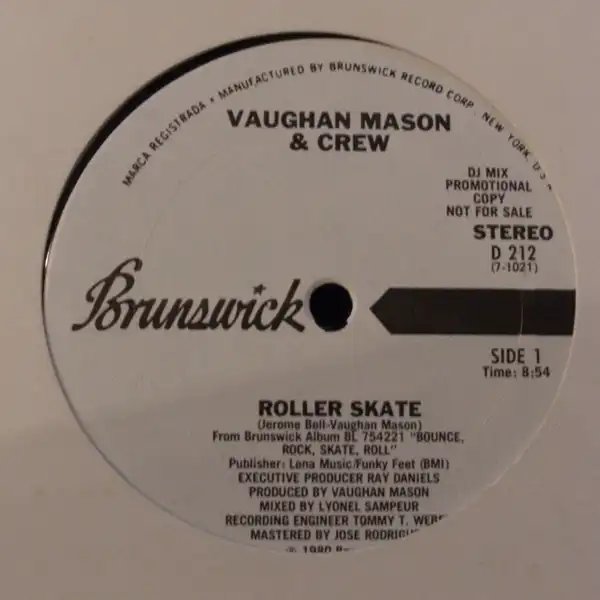 MARCA REGISTRADA • MANUFACTURED BY BRUNSWICK RECORD CORP. NEW YORK, U.S
VAUGHAN MASON
& CREW
DJ MIX
PROMOTIONAL
COPY
NOT FOR SALE
STEREO
D 212
(7-1021)
Brunswick
SIDE 1
Time: 8:54
ROLLER SKATE
(Jerome Bell-Vaughan Mason)
From Brunswick Album BL 754221 "BOUNCE,
ROCK, SKATE, ROLL"
Publisher: Lena Music/Funky Feet (BMI)
EXECUTIVE PRODUCER RAY DANIELS
PRODUCED BY VAUGHAN MASON
MIXED BY LYONEL SAMPEUR
RECORDING ENGINEER TOMMY T.
MASTERED BY JOSE
℗ 1980